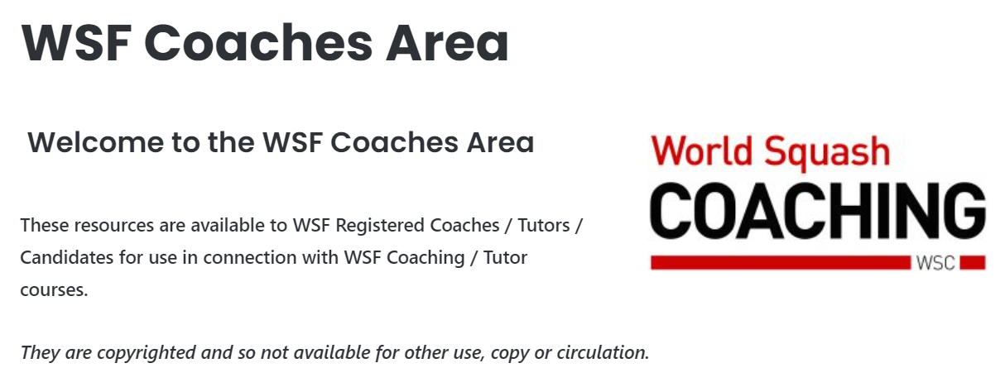 WSF Coaches Area
Welcome to the WSF Coaches Area
World Squash
COACHING
WSC
These resources are available to WSF Registered Coaches / Tutors /
Candidates for use in connection with WSF Coaching / Tutor
courses.
They are copyrighted and so not available for other use, copy or circulation.